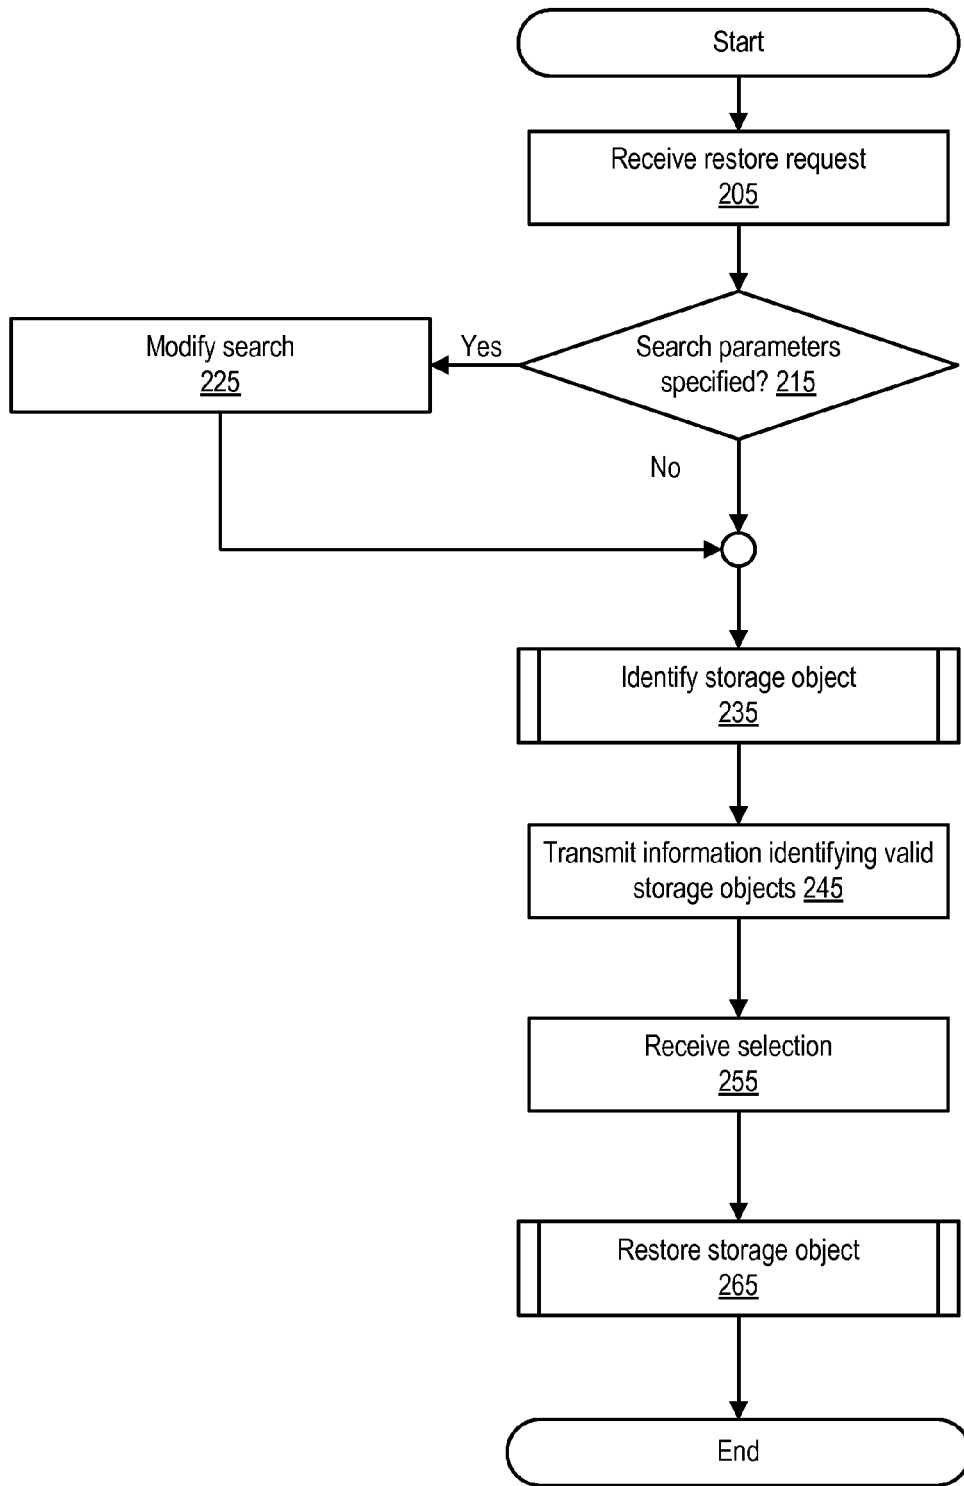 Start
Receive restore request
205
Modify search
225
Yes
Search parameters
specified? 215
No
Identify storage object
235
Transmit information identifying valid
storage objects 245
Receive selection
255
Restore storage object
265
End